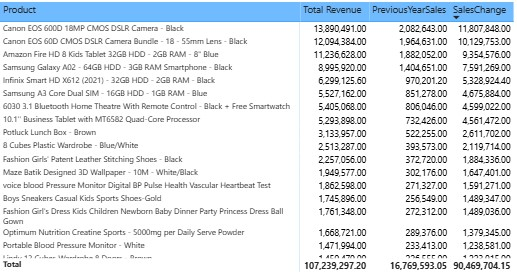 Product Total Revenue PreviousYearSales SalesChange
Canon EOS 600D 18MP CMOS DSLR Camera - Black 13,890,491.00 2,082,643.00 11,807,848.00
Canon EOS 60D CMOS DSLR Camera Bundle - 18 - 55mm Lens - Black 12,094,384.00 1,964,631.00 10,129,753.00
Amazon Fire HD 8 Kids Tablet 32GB HDD - 2GB RAM - 8" Blue 11,236,628.00 1,882,052.00 9,354,576.00
Samsung Galaxy A02 - 64GB HDD - 3GB RAM Smartphone - Black 8,995,920.00 1,404,651.00 7,591,269.00
Infinix Smart HD X612 (2021) - 32GB HDD - 2GB RAM - Black 6,299,125.60 970,201.20 5,328,924.40
Samsung A3 Core Dual SIM - 16GB HDD - 1GB RAM - Blue 5,527,162.00 851,278.00 4,675,884.00
6030 3.1 Bluetooth Home Theatre With Remote Control - Black + Free Smartwatch 5,405,068.00 806,046.00 4,599,022.00
10.1'' Business Tablet with MT6582 Quad-Core Processor 5,293,898.00 732,426.00 4,561,472.00
Potluck Lunch Box - Brown 3,133,957.00 522,255.00 2,611,702.00
8 Cubes Plastic Wardrobe - Blue/White 2,513,287.00 393,573.00 2,119,714.00
Fashion Girls' Patent Leather Stitching Shoes - Black 2,257,056.00 372,720.00 1,884,336.00
Maze Batik Designed 3D Wallpaper - 10M - White/Black 1,949,577.00 302,176.00 1,647,401.00
voice blood Pressure Monitor Digital BP Pulse Health Vascular Heartbeat Test 1,862,598.00 271,327.00 1,591,271.00
Boys Sneakers Casual Kids Sports Shoes-Gold 1,745,896.00 256,549.00 1,489,347.00
Fashion Girl's Dress Kids Children Newborn Baby Dinner Party Princess Dress Ball 1,761,348.00 272,312.00 1,489,036.00
Gown
Optimum Nutrition Creatine Sports - 5000mg per Daily Serve Powder 1,668,721.00 289,376.00 1,379,345.00
Portable Blood Pressure Monitor - White 1,471,994.00 233,413.00 1,238,581.00
Total 107,239,297.20 16,769,593.05 90,469,704.15